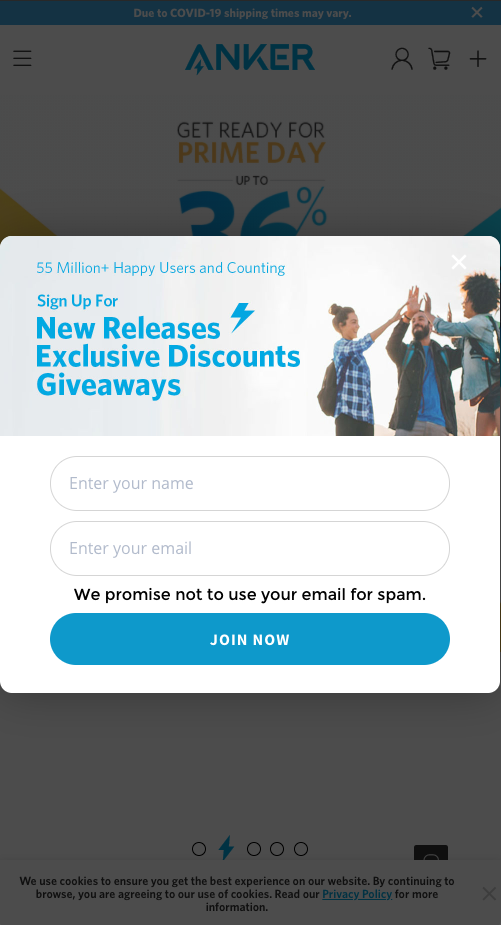 Due to COVID-19 shipping times may vary.
ANKER
GET READY FOR
PRIME DAY
UP TO
36%
55 Million+ Happy Users and Counting
Sign Up For
New Releases
Exclusive Discounts
Giveaways
Enter your name
Enter your email
We promise not to use your email for spam.
JOIN NOW
We use cookies to ensure you get the best experience on our website. By continuing to
browse, you are agreeing to our use of cookies. Read our Privacy Policy for more
information.